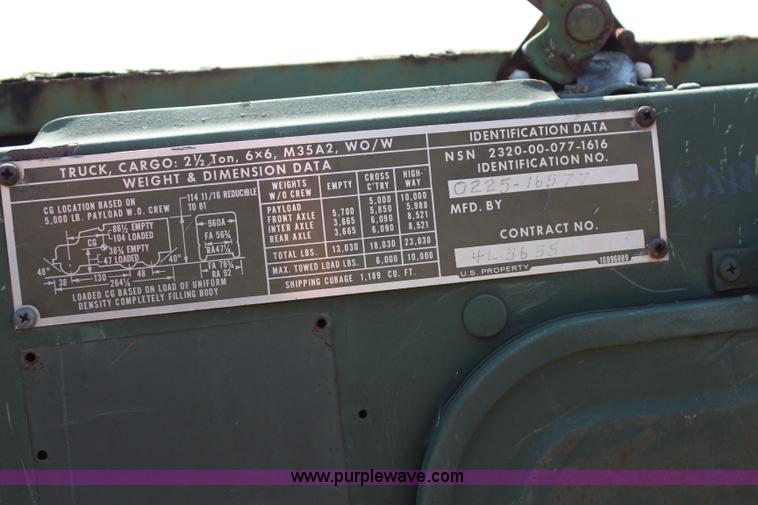 TRUCK, CARGO: 2½ Ton, 6×6, M35A2, WO/W
WEIGHT & DIMENSION DATA
CG LOCATION BASED ON
5,000 LB. PAYLOAD W.O. CREW
114 11/16 REDUCIBLE
TO 81
86½ EMPTY
104 LOADED
CG
38¾ EMPTY
47 LOADED
48°
40°
38
130
48
264¼
960A
FA 56¾
FA 79¾
RA 92
LOADED CG BASED ON LOAD OF UNIFORM
DENSITY COMPLETELY FILLING BODY
WEIGHTS W/O CREW EMPTY CROSS C'TRY HIGH-WAY
PAYLOAD 5,000 10,000
FRONT AXLE 5,700 5,850 5,988
INTER AXLE 3,665 6,090 8,521
REAR AXLE 3,665 6,090 8,521
TOTAL LBS. 13,030 18,030 23,030
MAX. TOWED LOAD LBS. 6,000 10,000
SHIPPING CUBAGE 1,189 CU. FT.
IDENTIFICATION DATA
NSN 2320-00-077-1616
IDENTIFICATION NO.
0225-16577
MFD. BY
CONTRACT NO.
U.S. PROPERTY
10895889
www.purplewave.com